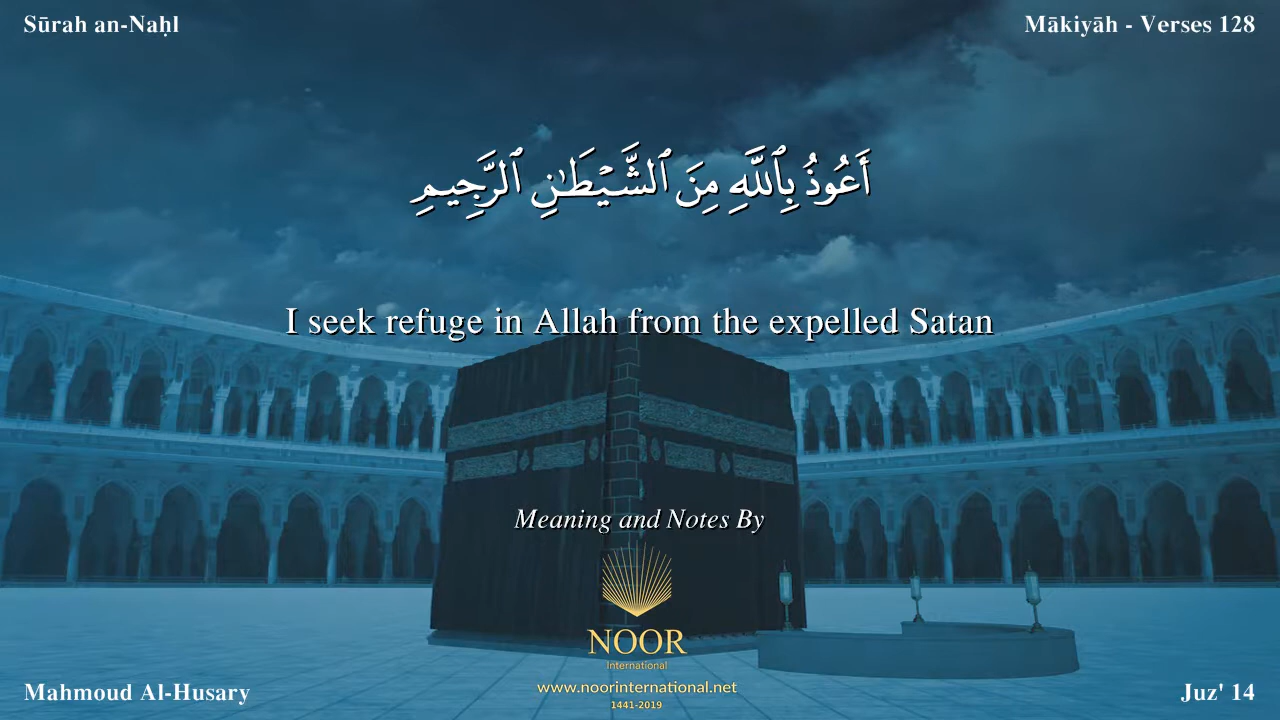 Sūrah an-Naḥl
Mākiyāh - Verses 128
أَعُوذُ بِٱللَّهِ مِنَ ٱلشَّيْطَٰنِ ٱلرَّجِيمِ
I seek refuge in Allah from the expelled Satan
Meaning and Notes By
NOOR
International
www.noorinternational.net
1441-2019
Mahmoud Al-Husary
Juz' 14